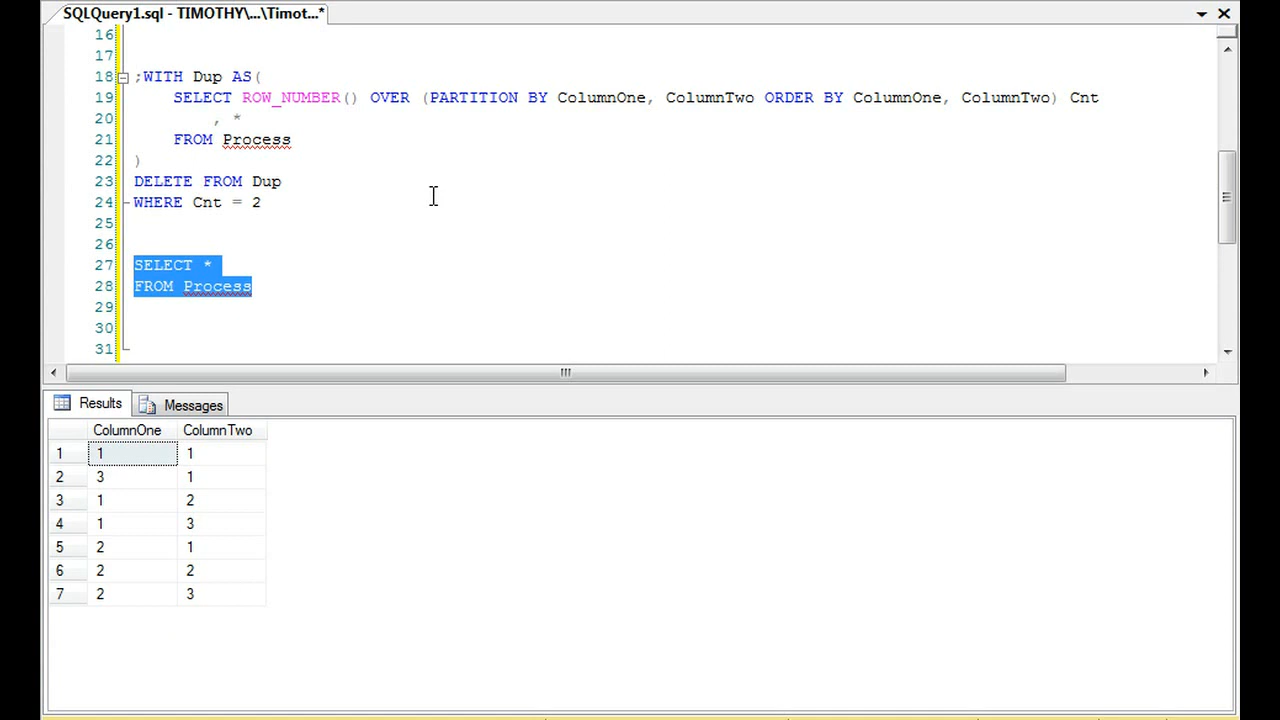 SQLQuery1.sql - TIMOTHY\...\Timot...*
16
17
18 ;WITH Dup AS(
19 SELECT ROW_NUMBER() OVER (PARTITION BY ColumnOne, ColumnTwo ORDER BY ColumnOne, ColumnTwo) Cnt
20 , *
21 FROM Process
22 )
23 DELETE FROM Dup
24 WHERE Cnt = 2
25
26
27 SELECT *
28 FROM Process
29
30
31
Results Messages
ColumnOne ColumnTwo
1 1 1
2 3 1
3 1 2
4 1 3
5 2 1
6 2 2
7 2 3